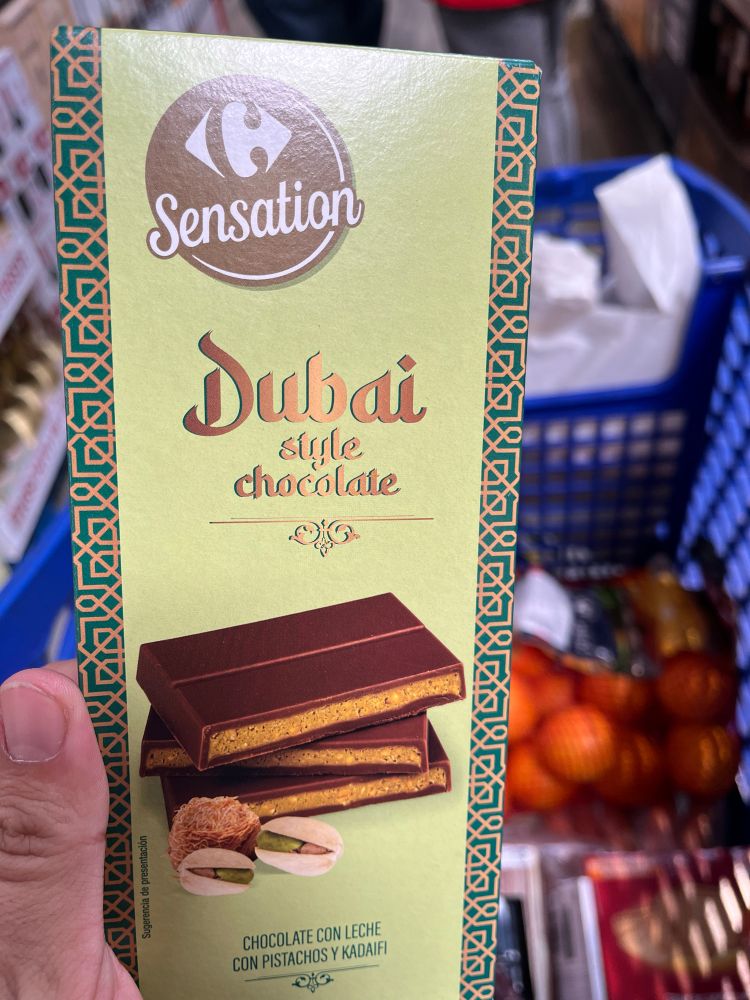 Sensation
Dubai
style
chocolate
Sugerencia de presentación
CHOCOLATE CON LECHE
CON PISTACHOS Y KADAIFI